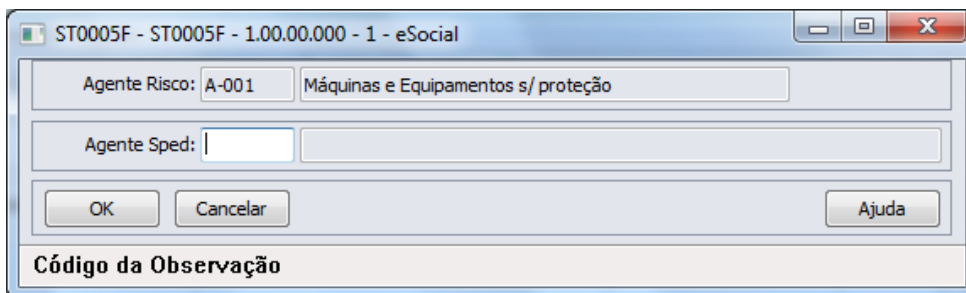 ST0005F - ST0005F - 1.00.00.000 - 1 - eSocial
Agente Risco: A-001 Máquinas e Equipamentos s/ proteção
Agente Sped:
OK Cancelar Ajuda
Código da Observação